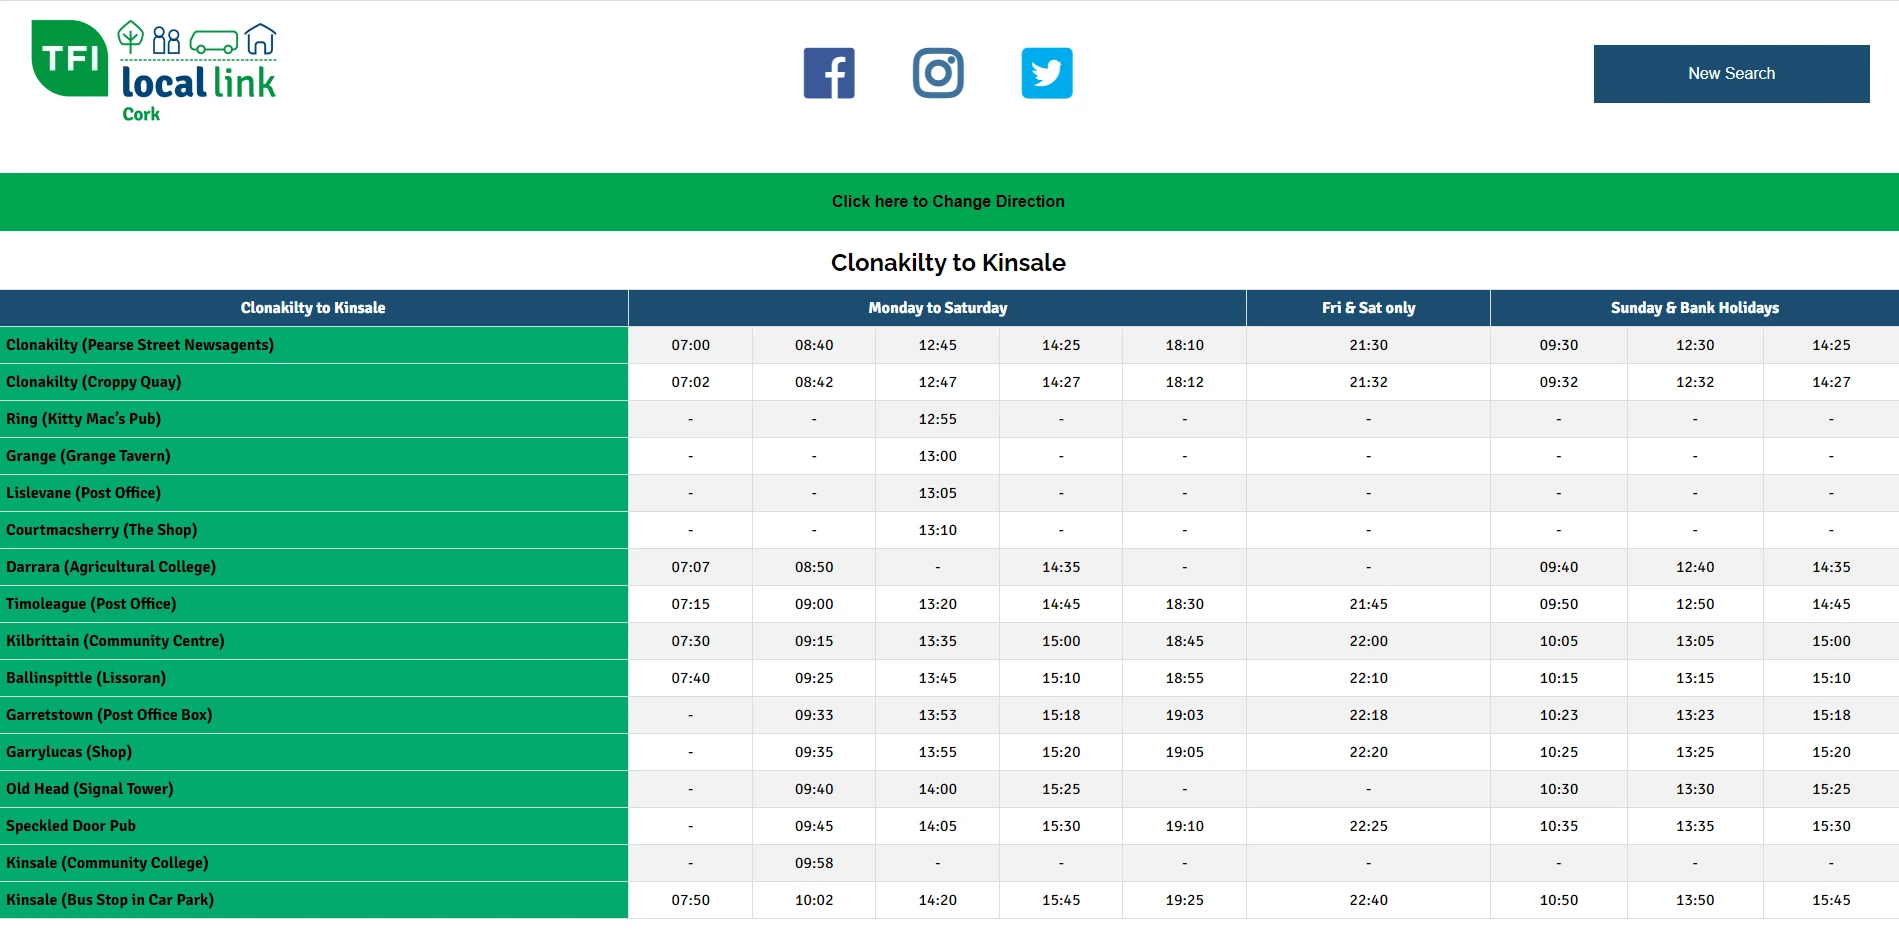 TFI
local link
Cork
New Search
Click here to Change Direction
Clonakilty to Kinsale
Clonakilty to Kinsale Monday to Saturday Fri & Sat only Sunday & Bank Holidays
Clonakilty (Pearse Street Newsagents) 07:00 08:40 12:45 14:25 18:10 21:30 09:30 12:30 14:25
Clonakilty (Croppy Quay) 07:02 08:42 12:47 14:27 18:12 21:32 09:32 12:32 14:27
Ring (Kitty Mac’s Pub) - - 12:55 - - - - - -
Grange (Grange Tavern) - - 13:00 - - - - - -
Lislevane (Post Office) - - 13:05 - - - - - -
Courtmacsherry (The Shop) - - 13:10 - - - - - -
Darrara (Agricultural College) 07:07 08:50 - 14:35 - - 09:40 12:40 14:35
Timoleague (Post Office) 07:15 09:00 13:20 14:45 18:30 21:45 09:50 12:50 14:45
Kilbrittain (Community Centre) 07:30 09:15 13:35 15:00 18:45 22:00 10:05 13:05 15:00
Ballinspittle (Lissoran) 07:40 09:25 13:45 15:10 18:55 22:10 10:15 13:15 15:10
Garretstown (Post Office Box) - 09:33 13:53 15:18 19:03 22:18 10:23 13:23 15:18
Garrylucas (Shop) - 09:35 13:55 15:20 19:05 22:20 10:25 13:25 15:20
Old Head (Signal Tower) - 09:40 14:00 15:25 - - 10:30 13:30 15:25
Speckled Door Pub - 09:45 14:05 15:30 19:10 22:25 10:35 13:35 15:30
Kinsale (Community College) - 09:58 - - - - - - -
Kinsale (Bus Stop in Car Park) 07:50 10:02 14:20 15:45 19:25 22:40 10:50 13:50 15:45